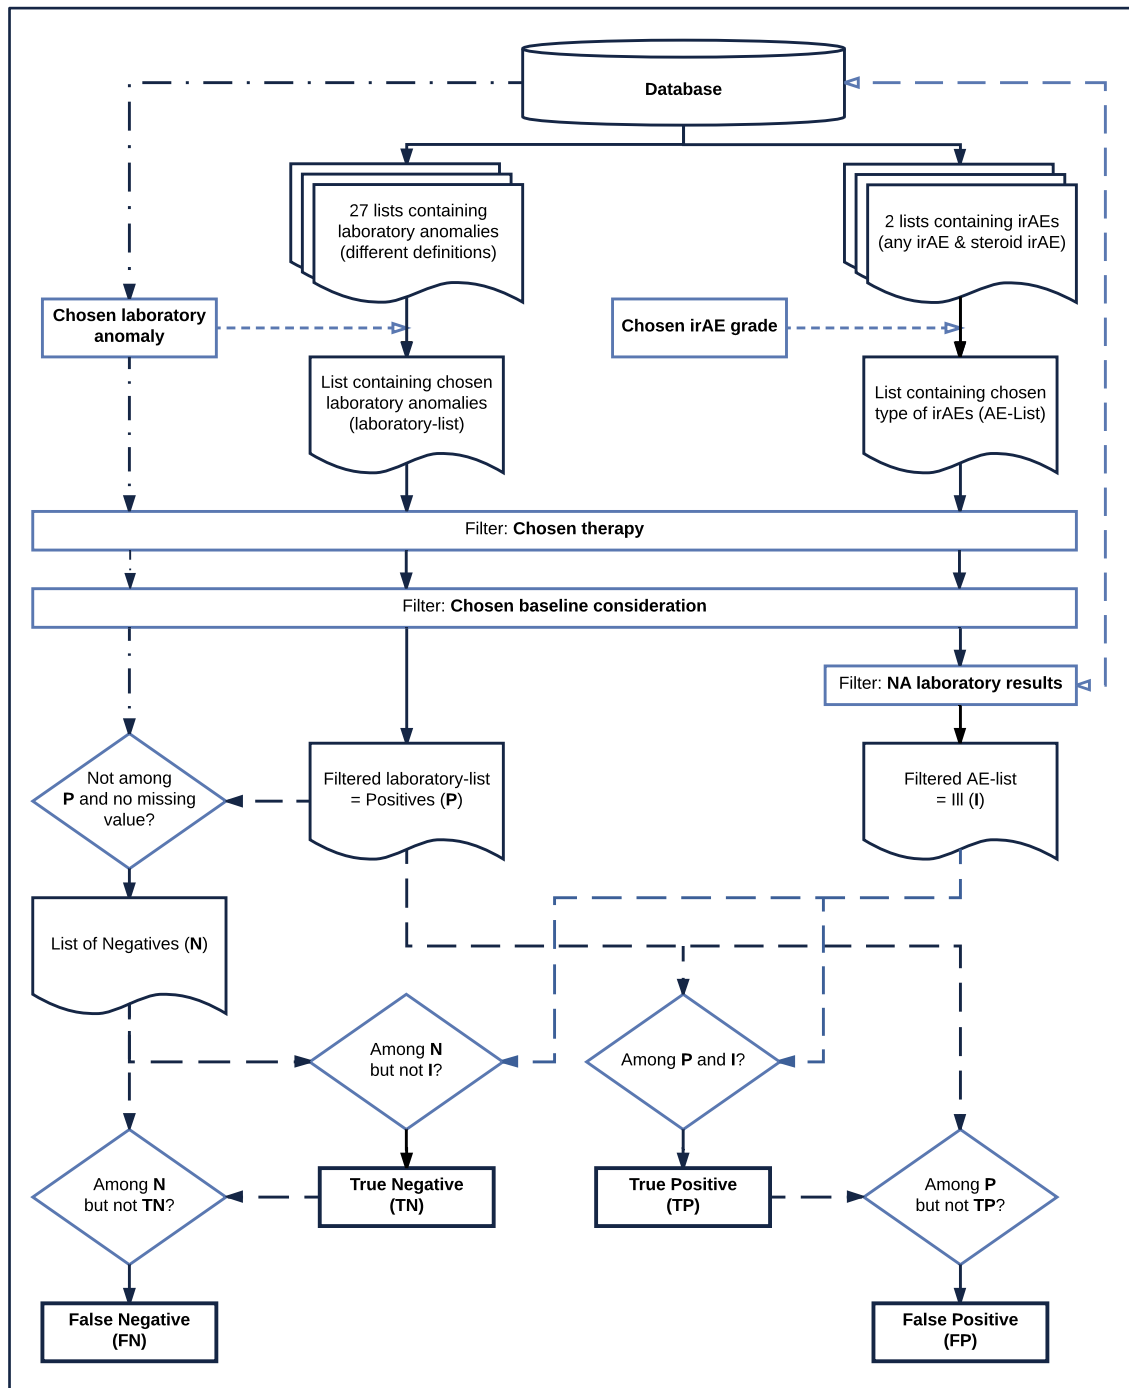 Database
27 lists containing
laboratory anomalies
(different definitions)
2 lists containing irAEs
(any irAE & steroid irAE)
Chosen laboratory
anomaly
Chosen irAE grade
List containing chosen
laboratory anomalies
(laboratory-list)
List containing chosen
type of irAEs (AE-List)
Filter: Chosen therapy
Filter: Chosen baseline consideration
Filter: NA laboratory results
Not among
P and no missing
value?
Filtered laboratory-list
= Positives (P)
Filtered AE-list
= Ill (I)
List of Negatives (N)
Among N
but not I?
Among P and I?
Among N
but not TN?
True Negative
(TN)
True Positive
(TP)
Among P
but not TP?
False Negative
(FN)
False Positive
(FP)